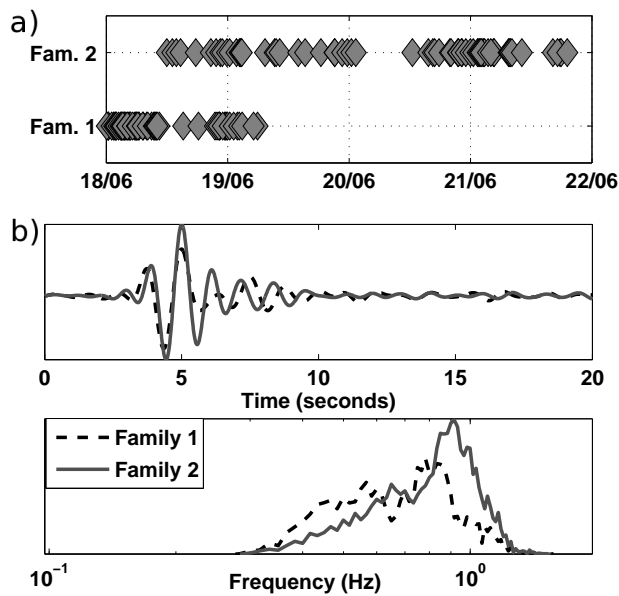 a)
Fam. 2
Fam. 1
18/06 19/06 20/06 21/06 22/06
b)
0 5 10 15 20
Time (seconds)
Family 1
Family 2
10⁻¹ 10⁰
Frequency (Hz)